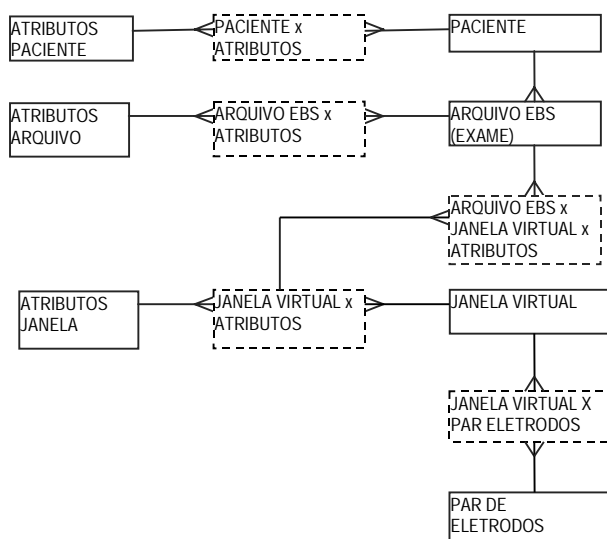 ATRIBUTOS
PACIENTE
PACIENTE x
ATRIBUTOS
PACIENTE
ATRIBUTOS
ARQUIVO
ARQUIVO EBS x
ATRIBUTOS
ARQUIVO EBS
(EXAME)
ARQUIVO EBS x
JANELA VIRTUAL x
ATRIBUTOS
ATRIBUTOS
JANELA
JANELA VIRTUAL x
ATRIBUTOS
JANELA VIRTUAL
JANELA VIRTUAL X
PAR ELETRODOS
PAR DE
ELETRODOS